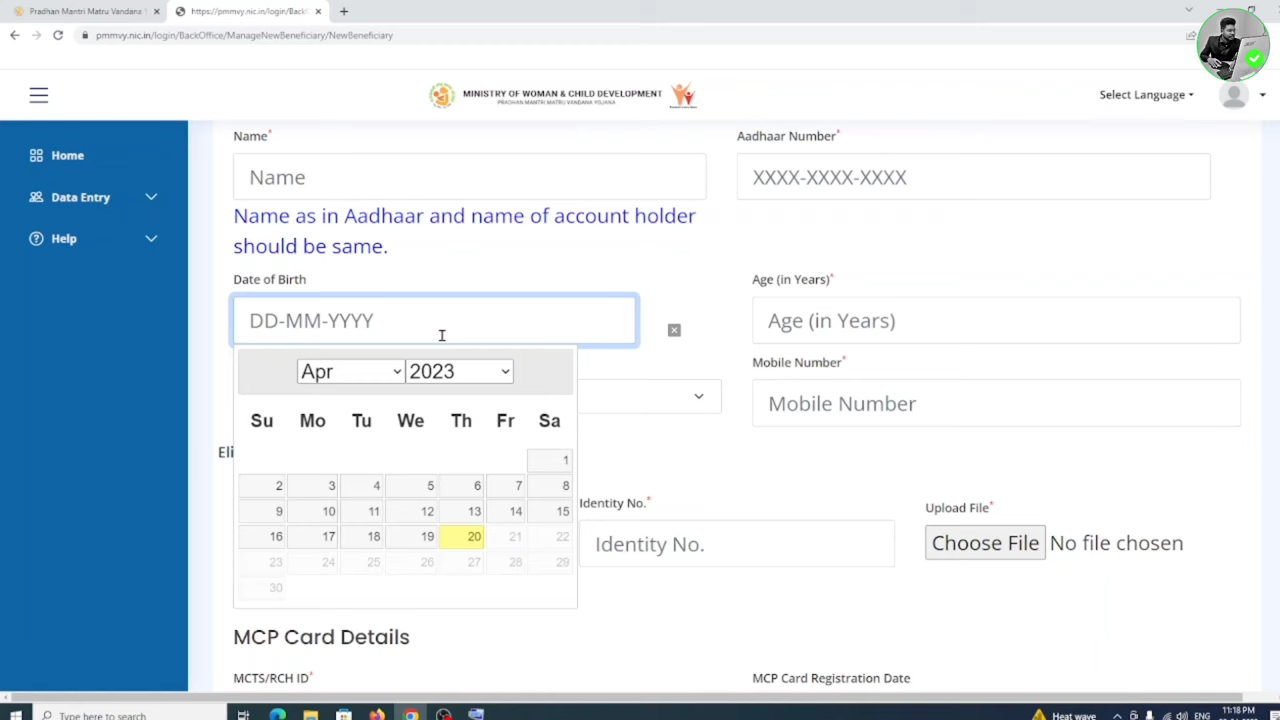 Pradhan Mantri Matru Vandana Y
https://pmmvy.nic.in/login/Back
pmmvy.nic.in/login/BackOffice/ManageNewBeneficiary/NewBeneficiary
MINISTRY OF WOMAN & CHILD DEVELOPMENT
PRADHAN MANTRI MATRU VANDANA YOJANA
Select Language
Home
Data Entry
Help
Name* Aadhaar Number*
Name XXXX-XXXX-XXXX
Name as in Aadhaar and name of account holder
should be same.
Date of Birth Age (in Years)*
DD-MM-YYYY Age (in Years)
Mobile Number*
Apr 2023 Mobile Number
Su Mo Tu We Th Fr Sa
Eli
1
2 3 4 5 6 7 8
9 10 11 12 13 14 15
16 17 18 19 20 21 22
23 24 25 26 27 28 29
30
Identity No.* Upload File*
Identity No. Choose File No file chosen
MCP Card Details
MCTS/RCH ID* MCP Card Registration Date
Type here to search
Heat wave ENG 11:18 PM